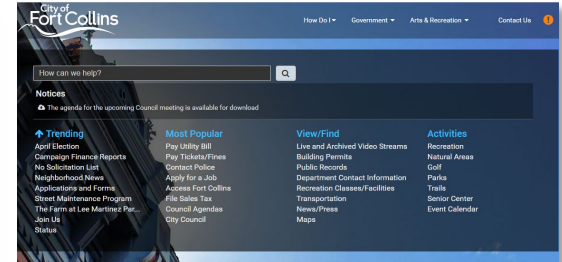 City of
Fort Collins
How Do I
Government
Arts & Recreation
Contact Us
How can we help?
Notices
The agenda for the upcoming Council meeting is available for download
Trending
April Election
Campaign Finance Reports
No Solicitation List
Neighborhood News
Applications and Forms
Street Maintenance Program
The Farm at Lee Martinez Par...
Join Us
Status
Most Popular
Pay Utility Bill
Pay Tickets/Fines
Contact Police
Apply for a Job
Access Fort Collins
File Sales Tax
Council Agendas
City Council
View/Find
Live and Archived Video Streams
Building Permits
Public Records
Department Contact Information
Recreation Classes/Facilities
Transportation
News/Press
Maps
Activities
Recreation
Natural Areas
Golf
Parks
Trails
Senior Center
Event Calendar